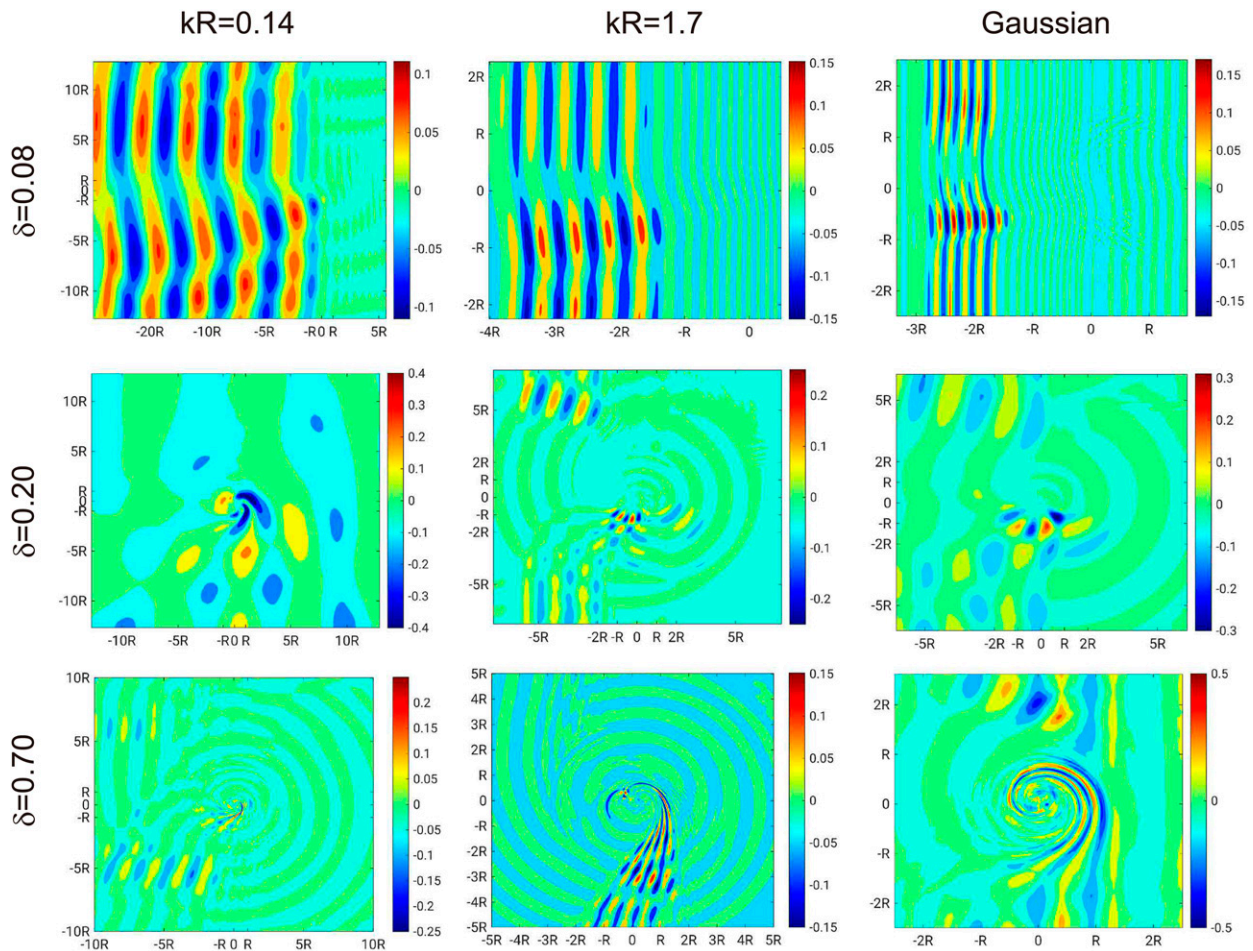 kR=0.14 kR=1.7 Gaussian
δ=0.08
10R 5R R 0 -R -5R -10R
-20R -10R -5R -R 0 R 5R
0.1 0.05 0 -0.05 -0.1
2R R 0 -R -2R
-4R -3R -2R -R 0
0.15 0.1 0.05 0 -0.05 -0.1 -0.15
2R R 0 -R -2R
-3R -2R -R 0 R
0.15 0.1 0.05 0 -0.05 -0.1 -0.15
δ=0.20
10R 5R R 0 -R -5R -10R
-10R -5R -R 0 R 5R 10R
0.4 0.3 0.2 0.1 0 -0.1 -0.2 -0.3 -0.4
5R 2R R 0 -R -2R -5R
-5R -2R -R 0 R 2R 5R
0.2 0.1 0 -0.1 -0.2
5R 2R R 0 -R -2R -5R
-5R -2R -R 0 R 2R 5R
0.3 0.2 0.1 0 -0.1 -0.2 -0.3
δ=0.70
10R 5R R 0 -R -5R -10R
-10R -5R -R 0 R 5R 10R
0.2 0.15 0.1 0.05 0 -0.05 -0.1 -0.15 -0.2 -0.25
5R 4R 3R 2R R 0 -R -2R -3R -4R -5R
-5R -4R -3R -2R -R 0 R 2R 3R 4R 5R
0.15 0.1 0.05 0 -0.05 -0.1 -0.15
2R R 0 -R -2R
-2R -R 0 R 2R
0.5 0 -0.5